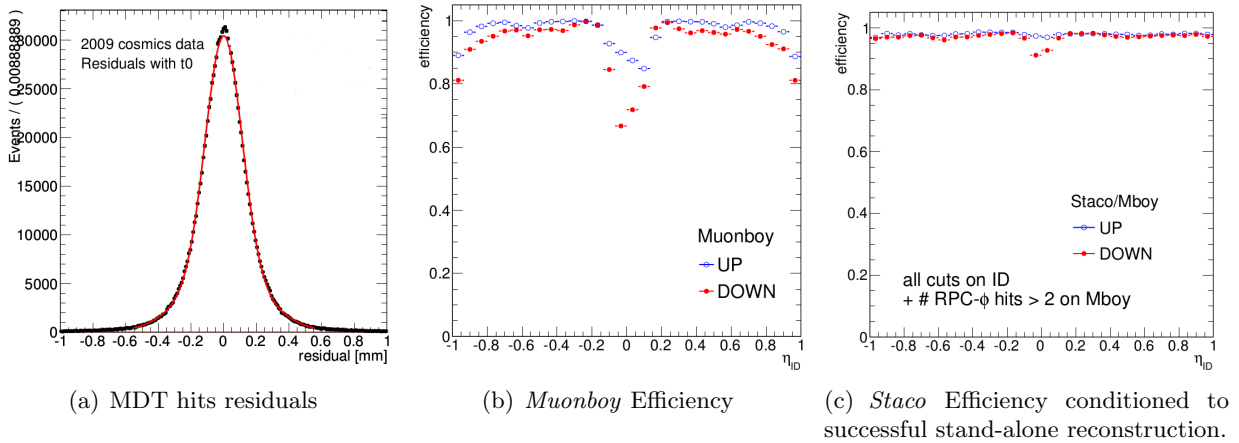 2009 cosmics data
Residuals with t0
Events / ( 0.00888889 )
30000
25000
20000
15000
10000
5000
0
-1 -0.8 -0.6 -0.4 -0.2 0 0.2 0.4 0.6 0.8 1
residual [mm]
(a) MDT hits residuals
efficiency
1
0.8
0.6
0.4
0.2
0
Muonboy
UP
DOWN
-1 -0.8 -0.6 -0.4 -0.2 0 0.2 0.4 0.6 0.8 1
ηID
(b) Muonboy Efficiency
efficiency
1
0.8
0.6
0.4
0.2
0
Staco/Mboy
UP
DOWN
all cuts on ID
+ # RPC-ϕ hits > 2 on Mboy
-1 -0.8 -0.6 -0.4 -0.2 0 0.2 0.4 0.6 0.8 1
ηID
(c) Staco Efficiency conditioned to
successful stand-alone reconstruction.